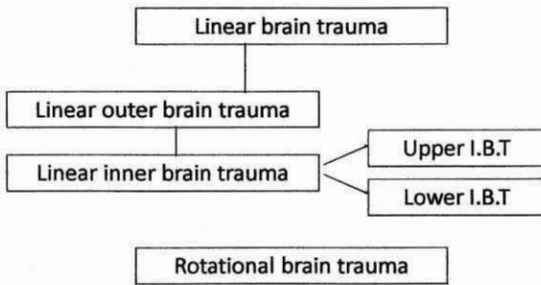 Linear brain trauma
Linear outer brain trauma
Linear inner brain trauma
Upper I.B.T
Lower I.B.T
Rotational brain trauma